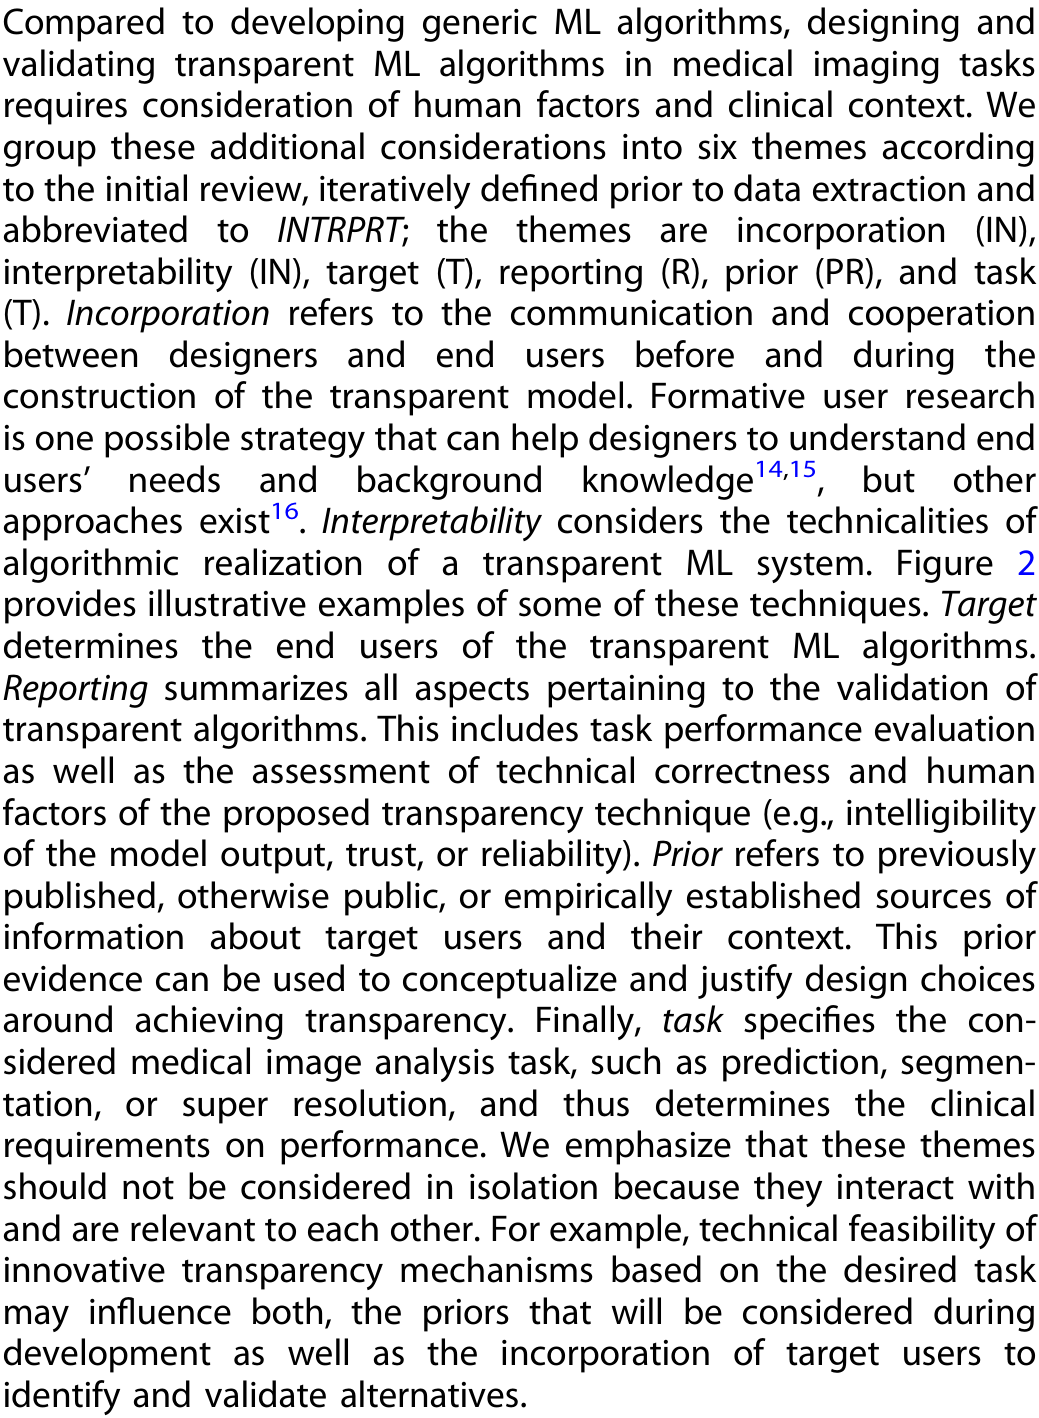 Compared to developing generic ML algorithms, designing and
validating transparent ML algorithms in medical imaging tasks
requires consideration of human factors and clinical context. We
group these additional considerations into six themes according
to the initial review, iteratively defined prior to data extraction and
abbreviated to INTRPRT; the themes are incorporation (IN),
interpretability (IN), target (T), reporting (R), prior (PR), and task
(T). Incorporation refers to the communication and cooperation
between designers and end users before and during the
construction of the transparent model. Formative user research
is one possible strategy that can help designers to understand end
users’ needs and background knowledge14,15, but other
approaches exist16. Interpretability considers the technicalities of
algorithmic realization of a transparent ML system. Figure 2
provides illustrative examples of some of these techniques. Target
determines the end users of the transparent ML algorithms.
Reporting summarizes all aspects pertaining to the validation of
transparent algorithms. This includes task performance evaluation
as well as the assessment of technical correctness and human
factors of the proposed transparency technique (e.g., intelligibility
of the model output, trust, or reliability). Prior refers to previously
published, otherwise public, or empirically established sources of
information about target users and their context. This prior
evidence can be used to conceptualize and justify design choices
around achieving transparency. Finally, task specifies the con-
sidered medical image analysis task, such as prediction, segmen-
tation, or super resolution, and thus determines the clinical
requirements on performance. We emphasize that these themes
should not be considered in isolation because they interact with
and are relevant to each other. For example, technical feasibility of
innovative transparency mechanisms based on the desired task
may influence both, the priors that will be considered during
development as well as the incorporation of target users to
identify and validate alternatives.